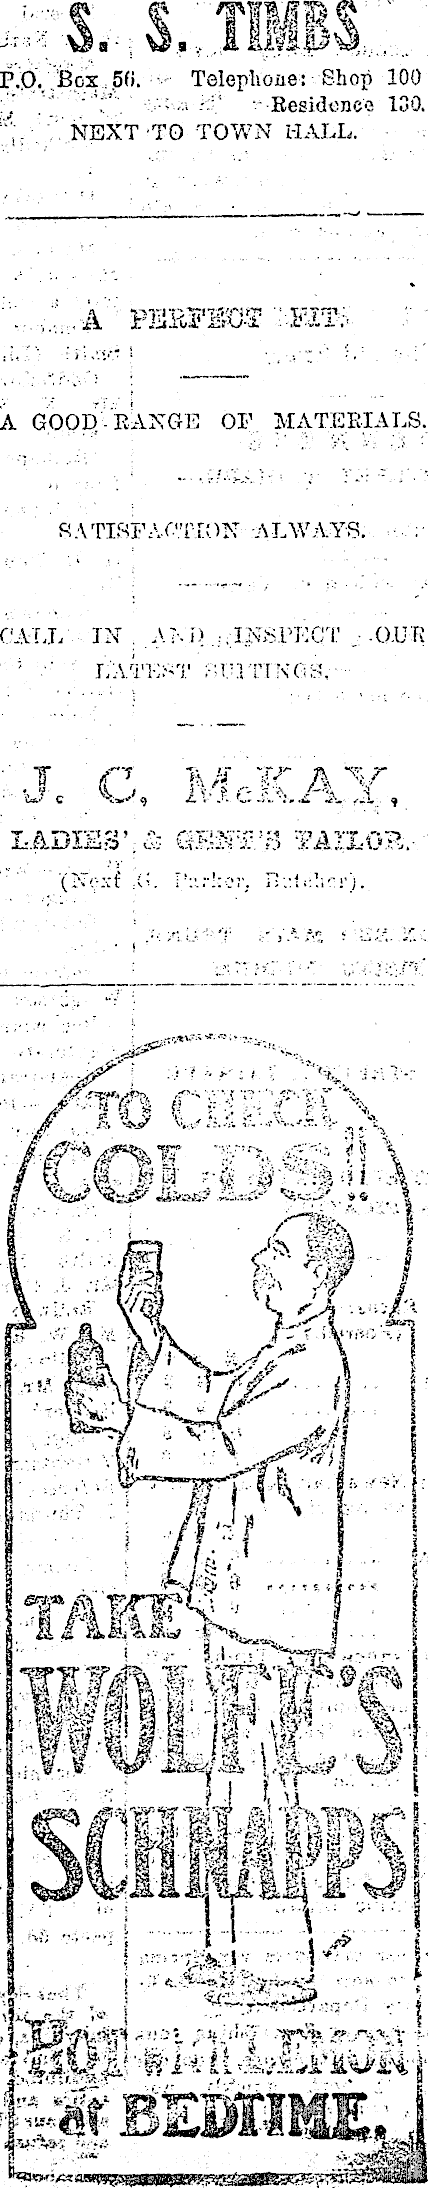 S. S. TIMBS
P.O. Box 56. Telephone: Shop 100
Residence 130.
NEXT TO TOWN HALL.
A PERFECT FIT.
A GOOD RANGE OF MATERIALS.
SATISFACTION ALWAYS.
CALL IN AND INSPECT OUR
LATEST SUITINGS.
J. C. McKAY,
LADIES' & GENT'S TAILOR.
(Next G. Parker, Butcher).
TO CHECK
COLDS!!
TAKE
WOLFE'S
SCHNAPPS
HOT WITH LEMON
at BEDTIME.